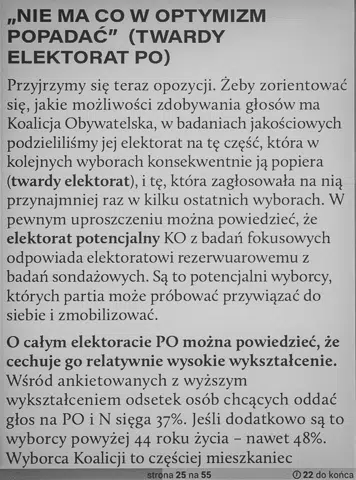 „NIE MA CO W OPTYMIZM
POPADAĆ” (TWARDY
ELEKTORAT PO)
Przyjrzymy się teraz opozycji. Żeby zorientować
się, jakie możliwości zdobywania głosów ma
Koalicja Obywatelska, w badaniach jakościowych
podzieliliśmy jej elektorat na tę część, która w
kolejnych wyborach konsekwentnie ją popiera
(twardy elektorat), i tę, która zagłosowała na nią
przynajmniej raz w kilku ostatnich wyborach. W
pewnym uproszczeniu można powiedzieć, że
elektorat potencjalny KO z badań fokusowych
odpowiada elektoratowi rezerwuarowemu z
badań sondażowych. Są to potencjalni wyborcy,
których partia może próbować przywiązać do
siebie i zmobilizować.
O całym elektoracie PO można powiedzieć, że
cechuje go relatywnie wysokie wykształcenie.
Wśród ankietowanych z wyższym
wykształceniem odsetek osób chcących oddać
głos na PO i N sięga 37%. Jeśli dodatkowo są to
wyborcy powyżej 44 roku życia – nawet 48%.
Wyborca Koalicji to częściej mieszkaniec
strona 25 na 55
22 do końca